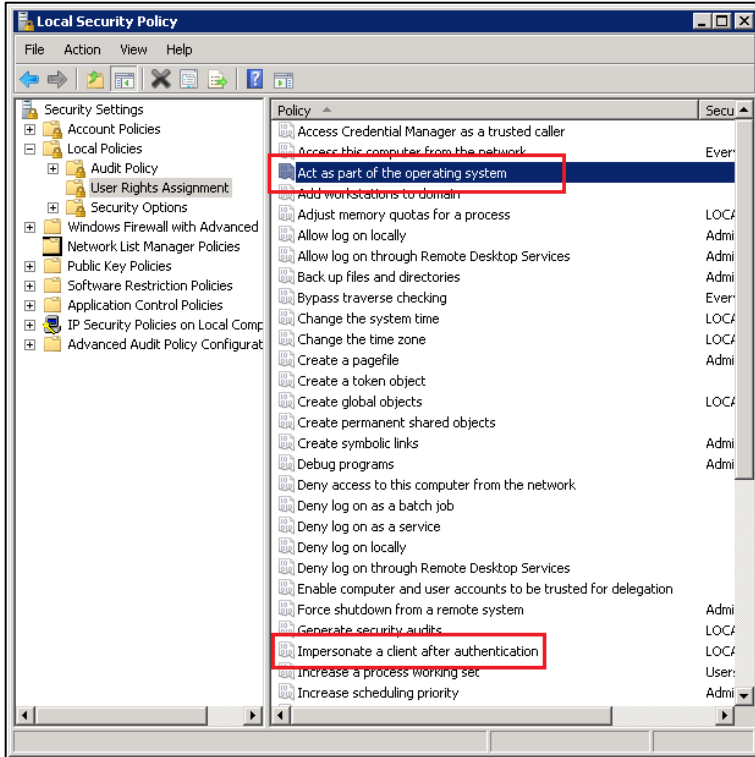 Local Security Policy
File Action View Help
Security Settings
Account Policies
Local Policies
Audit Policy
User Rights Assignment
Security Options
Windows Firewall with Advanced
Network List Manager Policies
Public Key Policies
Software Restriction Policies
Application Control Policies
IP Security Policies on Local Comp
Advanced Audit Policy Configurat
Policy Secu
Access Credential Manager as a trusted caller
Access this computer from the network Every
Act as part of the operating system
Add workstations to domain
Adjust memory quotas for a process LOCA
Allow log on locally Admi
Allow log on through Remote Desktop Services Admi
Back up files and directories Admi
Bypass traverse checking Every
Change the system time LOCA
Change the time zone LOCA
Create a pagefile Admi
Create a token object
Create global objects LOCA
Create permanent shared objects
Create symbolic links Admi
Debug programs Admi
Deny access to this computer from the network
Deny log on as a batch job
Deny log on as a service
Deny log on locally
Deny log on through Remote Desktop Services
Enable computer and user accounts to be trusted for delegation
Force shutdown from a remote system Admi
Generate security audits LOCA
Impersonate a client after authentication LOCA
Increase a process working set Users
Increase scheduling priority Admi